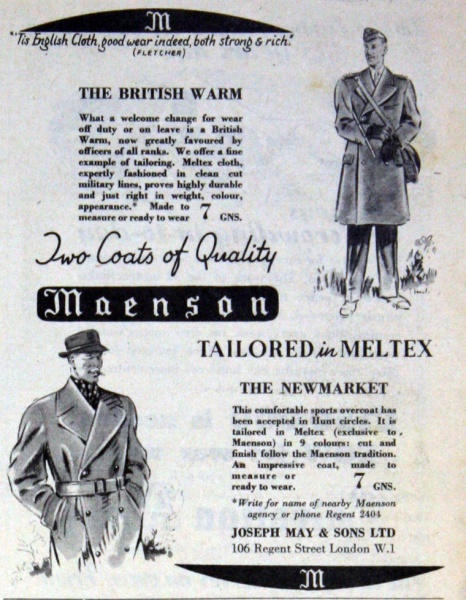 M
"'Tis English Cloth, good wear indeed, both strong & rich."
(FLETCHER)
THE BRITISH WARM
What a welcome change for wear
off duty or on leave is a British
Warm, now greatly favoured by
officers of all ranks. We offer a fine
example of tailoring. Meltex cloth,
expertly fashioned in clean cut
military lines, proves highly durable
and just right in weight, colour,
appearance.* Made to
measure or ready to wear 7 GNS.
Two Coats of Quality
Maenson
TAILORED in MELTEX
THE NEWMARKET
This comfortable sports overcoat has
been accepted in Hunt circles. It is
tailored in Meltex (exclusive to
Maenson) in 9 colours: cut and
finish follow the Maenson tradition.
An impressive coat, made to
measure or
ready to wear. 7 GNS.
*Write for name of nearby Maenson
agency or phone Regent 2404
JOSEPH MAY & SONS LTD
106 Regent Street London W.1
M